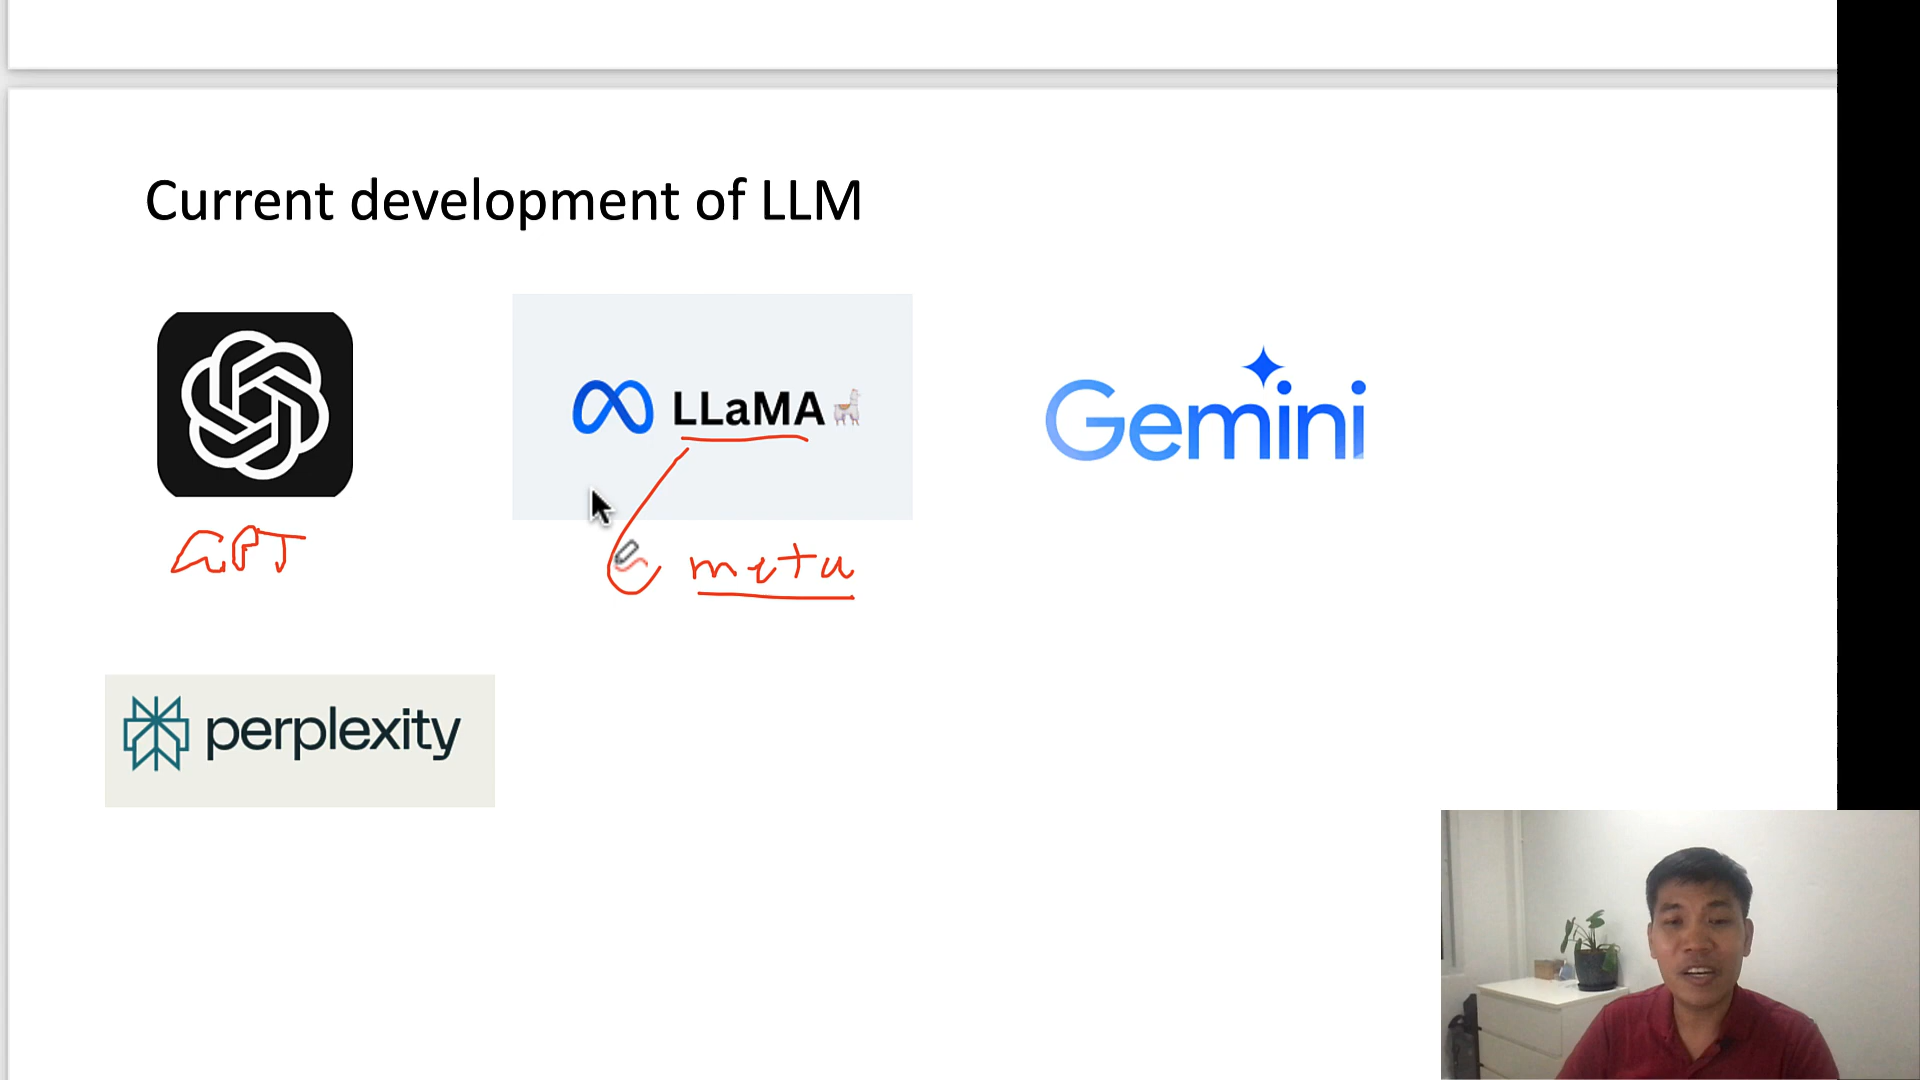 Current development of LLM
LLaMA
Gemini
GPT
meta
perplexity